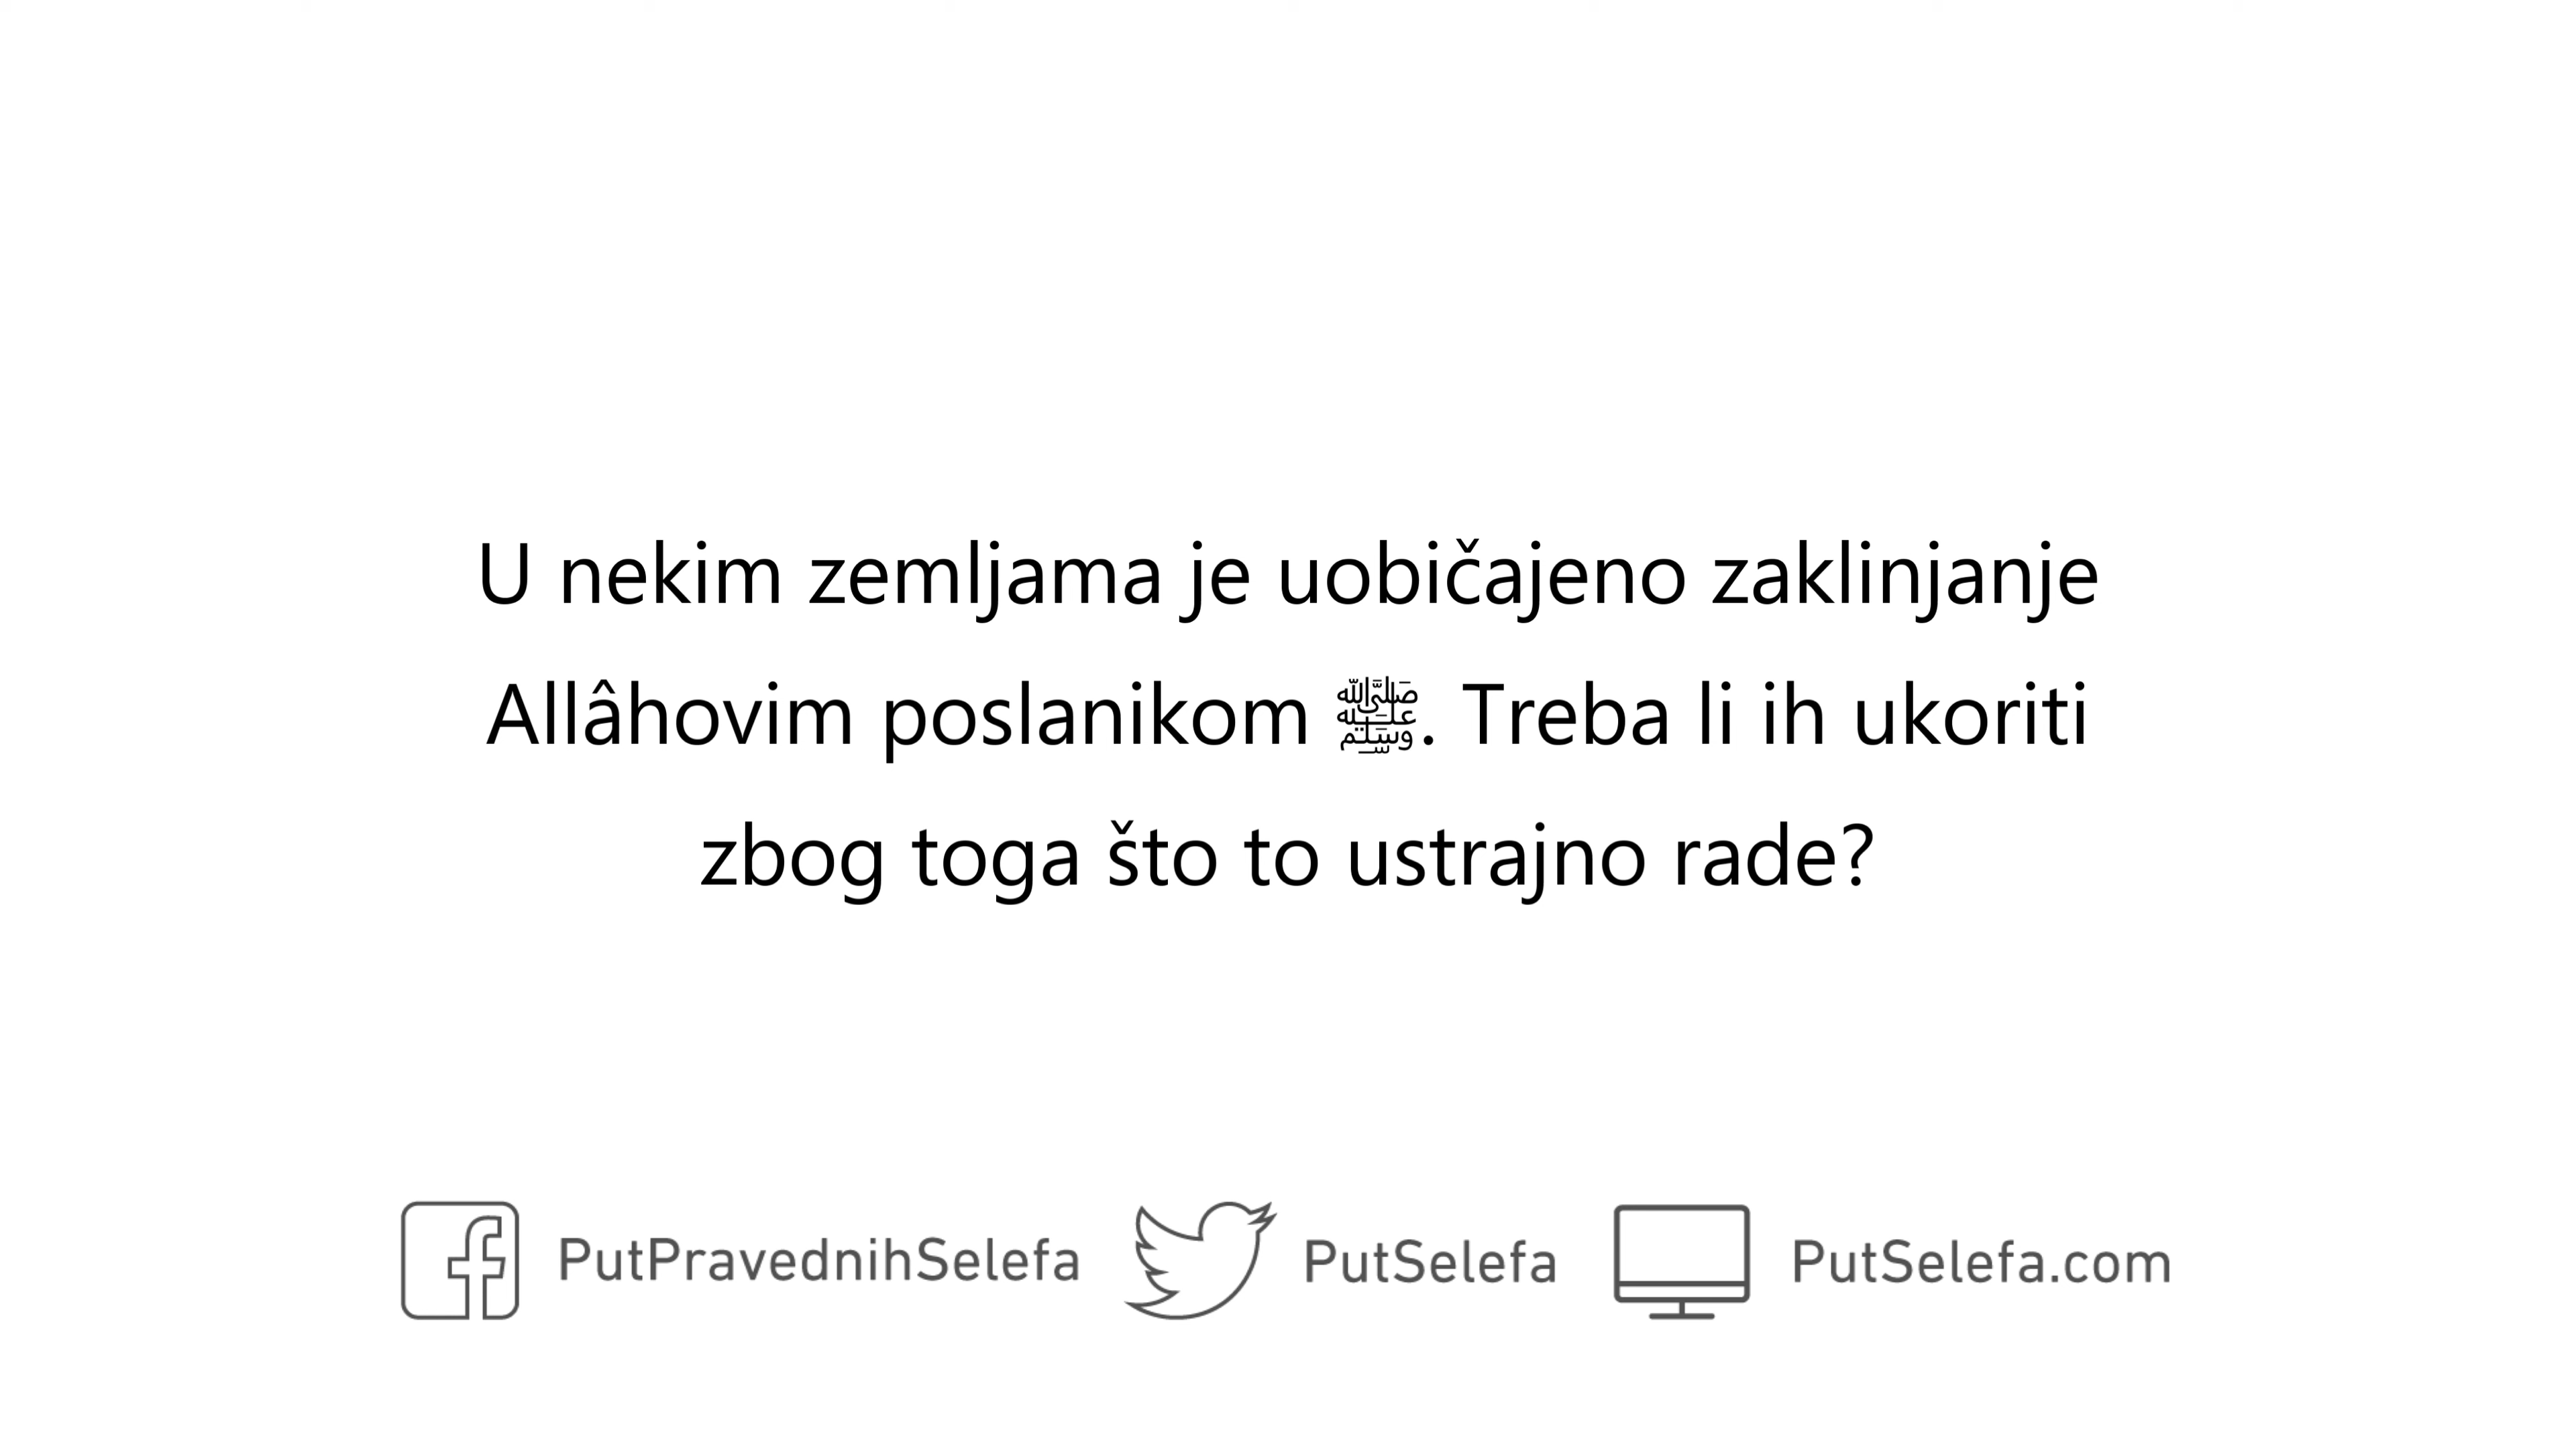 U nekim zemljama je uobičajeno zaklinjanje
Allâhovim poslanikom ﷺ. Treba li ih ukoriti
zbog toga što to ustrajno rade?
PutPravednihSelefa PutSelefa PutSelefa.com